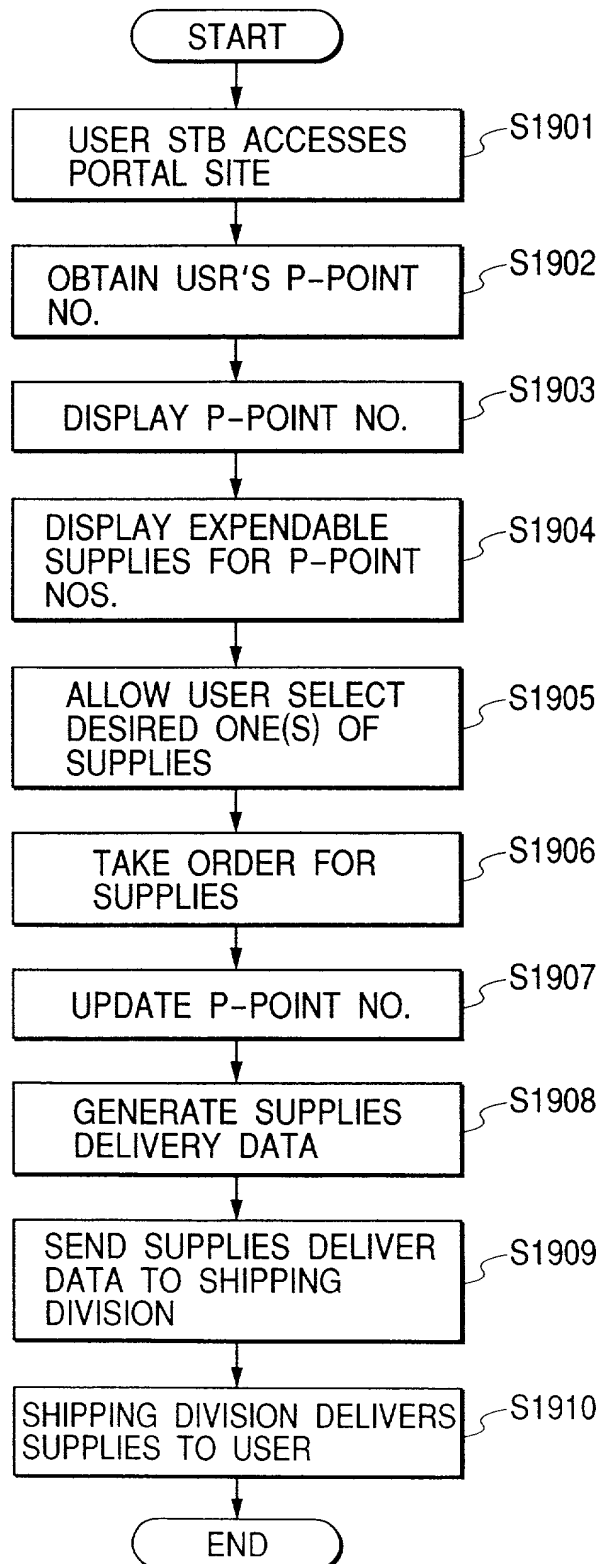 START
USER STB ACCESSES
PORTAL SITE
S1901
OBTAIN USR'S P-POINT
NO.
S1902
DISPLAY P-POINT NO.
S1903
DISPLAY EXPENDABLE
SUPPLIES FOR P-POINT
NOS.
S1904
ALLOW USER SELECT
DESIRED ONE(S) OF
SUPPLIES
S1905
TAKE ORDER FOR
SUPPLIES
S1906
UPDATE P-POINT NO.
S1907
GENERATE SUPPLIES
DELIVERY DATA
S1908
SEND SUPPLIES DELIVER
DATA TO SHIPPING
DIVISION
S1909
SHIPPING DIVISION DELIVERS
SUPPLIES TO USER
S1910
END